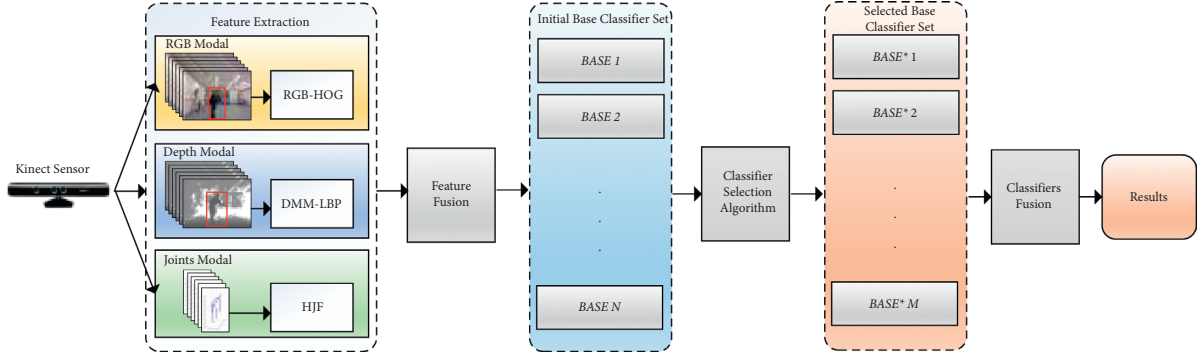 Kinect Sensor
Feature Extraction
RGB Modal
RGB-HOG
Depth Modal
DMM-LBP
Joints Modal
HJF
Feature
Fusion
Initial Base Classifier Set
BASE 1
BASE 2
.
.
.
BASE N
Classifier
Selection
Algorithm
Selected Base
Classifier Set
BASE* 1
BASE* 2
.
.
.
BASE* M
Classifiers
Fusion
Results